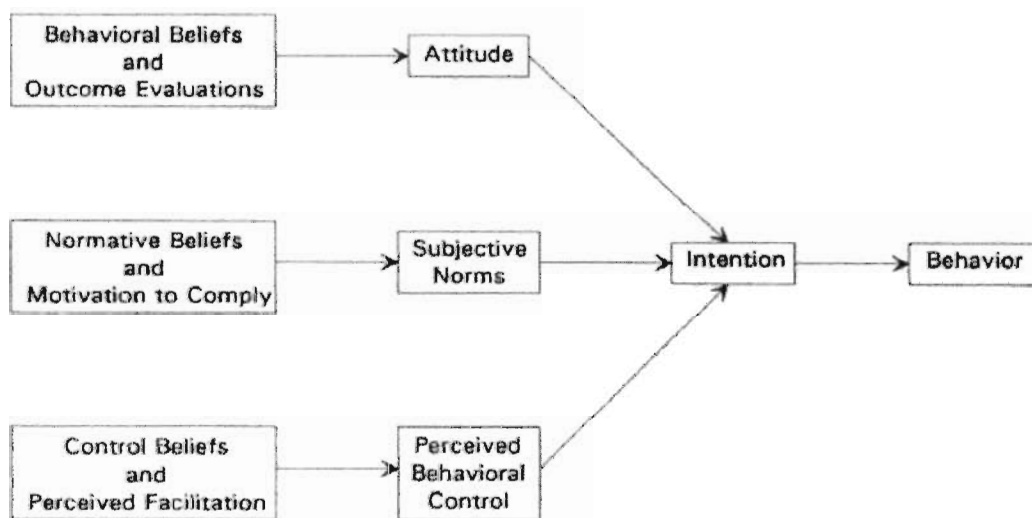 Behavioral Beliefs
and
Outcome Evaluations
Attitude
Normative Beliefs
and
Motivation to Comply
Subjective
Norms
Intention
Behavior
Control Beliefs
and
Perceived Facilitation
Perceived
Behavioral
Control